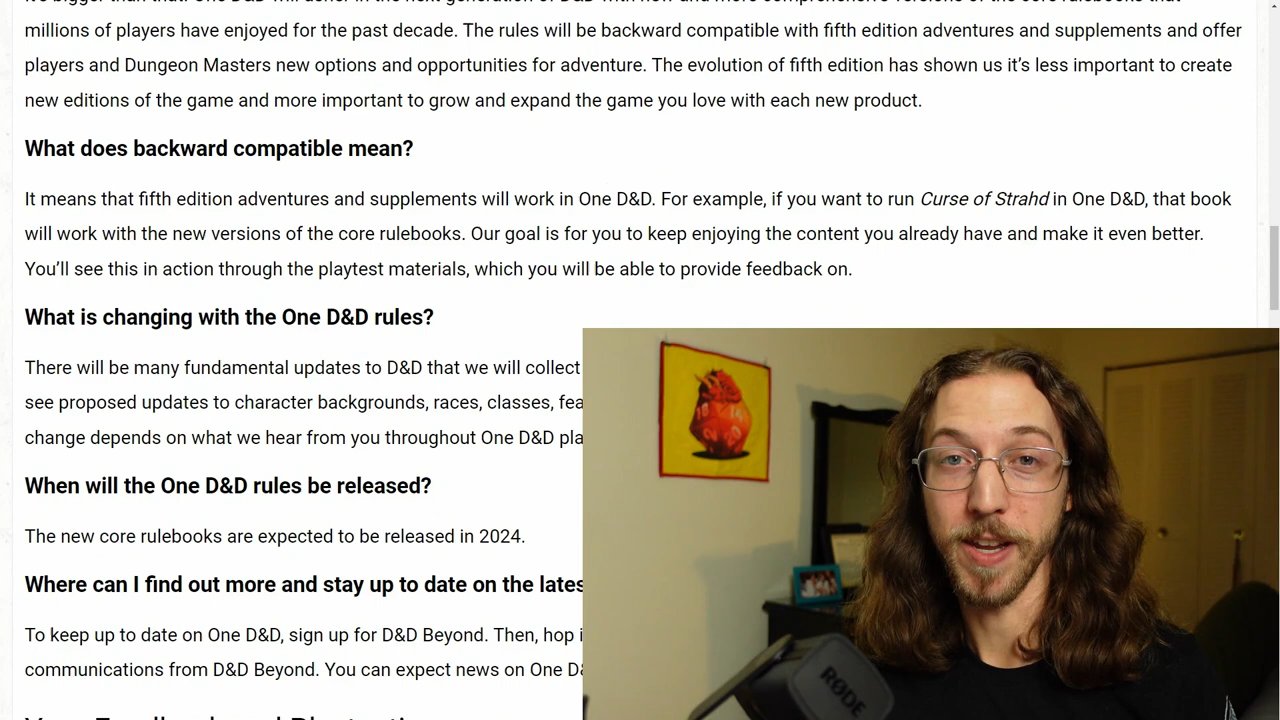 millions of players have enjoyed for the past decade. The rules will be backward compatible with fifth edition adventures and supplements and offer
players and Dungeon Masters new options and opportunities for adventure. The evolution of fifth edition has shown us it’s less important to create
new editions of the game and more important to grow and expand the game you love with each new product.
What does backward compatible mean?
It means that fifth edition adventures and supplements will work in One D&D. For example, if you want to run Curse of Strahd in One D&D, that book
will work with the new versions of the core rulebooks. Our goal is for you to keep enjoying the content you already have and make it even better.
You’ll see this in action through the playtest materials, which you will be able to provide feedback on.
What is changing with the One D&D rules?
There will be many fundamental updates to D&D that we will collect
see proposed updates to character backgrounds, races, classes, fea
change depends on what we hear from you throughout One D&D pla
When will the One D&D rules be released?
The new core rulebooks are expected to be released in 2024.
Where can I find out more and stay up to date on the lates
To keep up to date on One D&D, sign up for D&D Beyond. Then, hop i
communications from D&D Beyond. You can expect news on One D&
RØDE